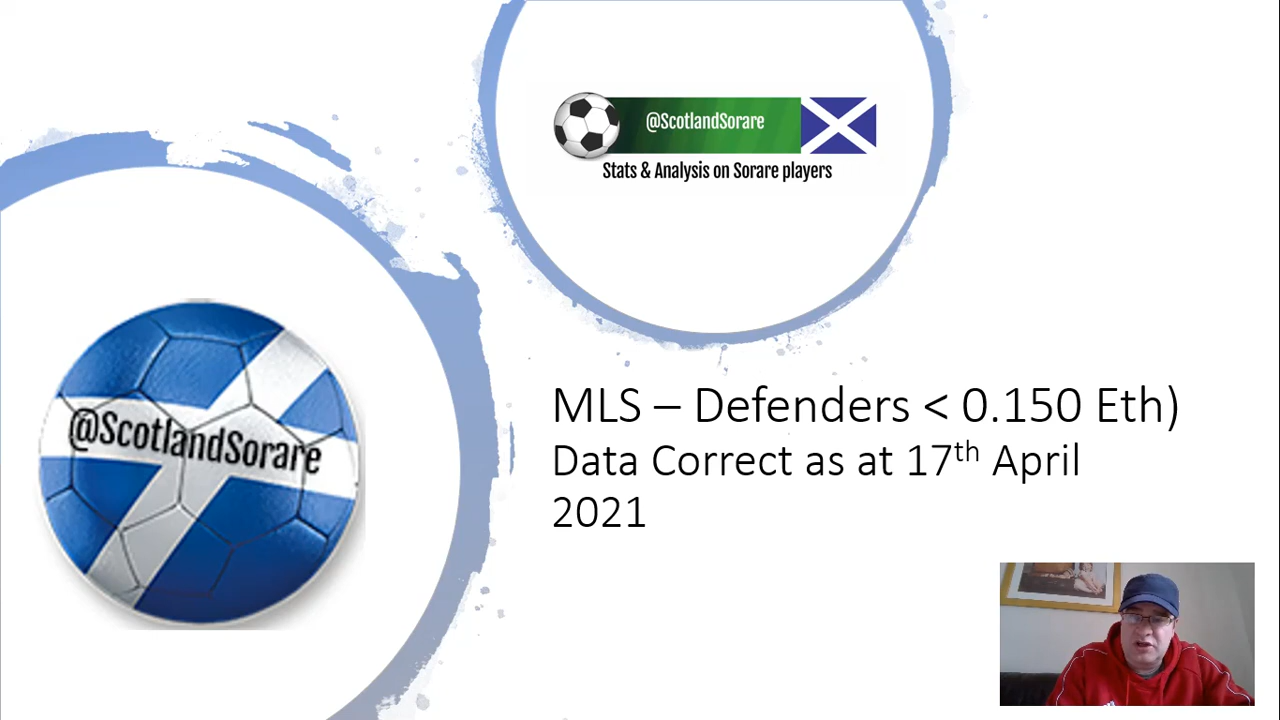 @ScotlandSorare
Stats & Analysis on Sorare players
@ScotlandSorare
MLS – Defenders < 0.150 Eth)
Data Correct as at 17th April
2021